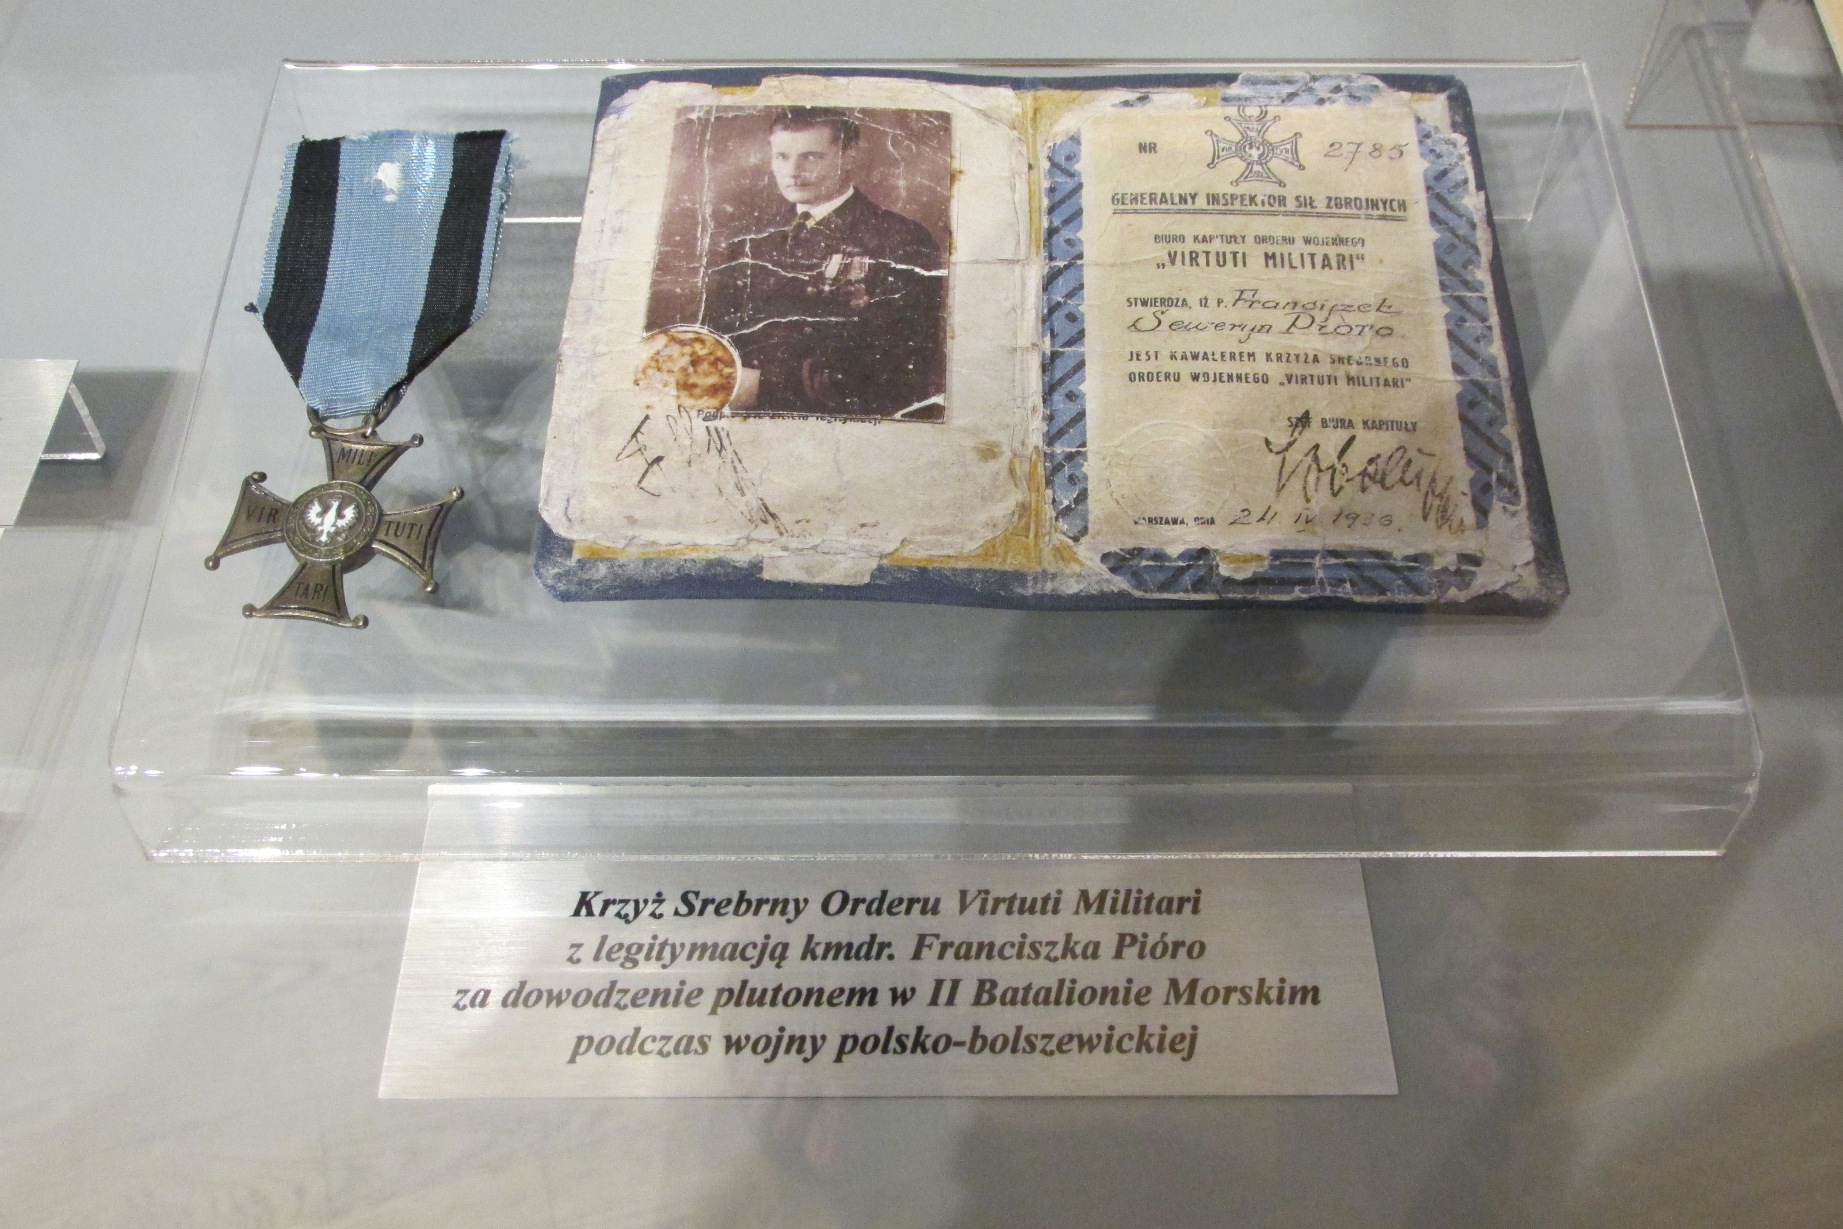 MILI
VIR TUTI
TARI
NR 2785
GENERALNY INSPEKTOR SIŁ ZBROJNYCH
BIURO KAPITUŁY ORDERU WOJENNEGO
„VIRTUTI MILITARI"
STWIERDZA, IŻ P. Franciszek
Seweryn Pióro
JEST KAWALEREM KRZYŻA SREBRNEGO
ORDERU WOJENNEGO „VIRTUTI MILITARI"
SZEF BIURA KAPITUŁY
WARSZAWA, DNIA 24 IV 1936.
Krzyż Srebrny Orderu Virtuti Militari
z legitymacją kmdr. Franciszka Pióro
za dowodzenie plutonem w II Batalionie Morskim
podczas wojny polsko-bolszewickiej